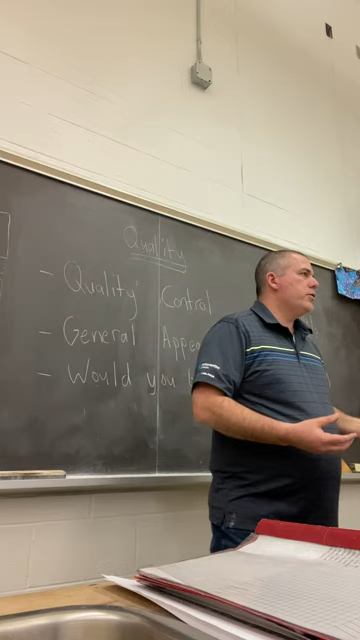 Quality
- Quality Control
- General Appe
- Would you